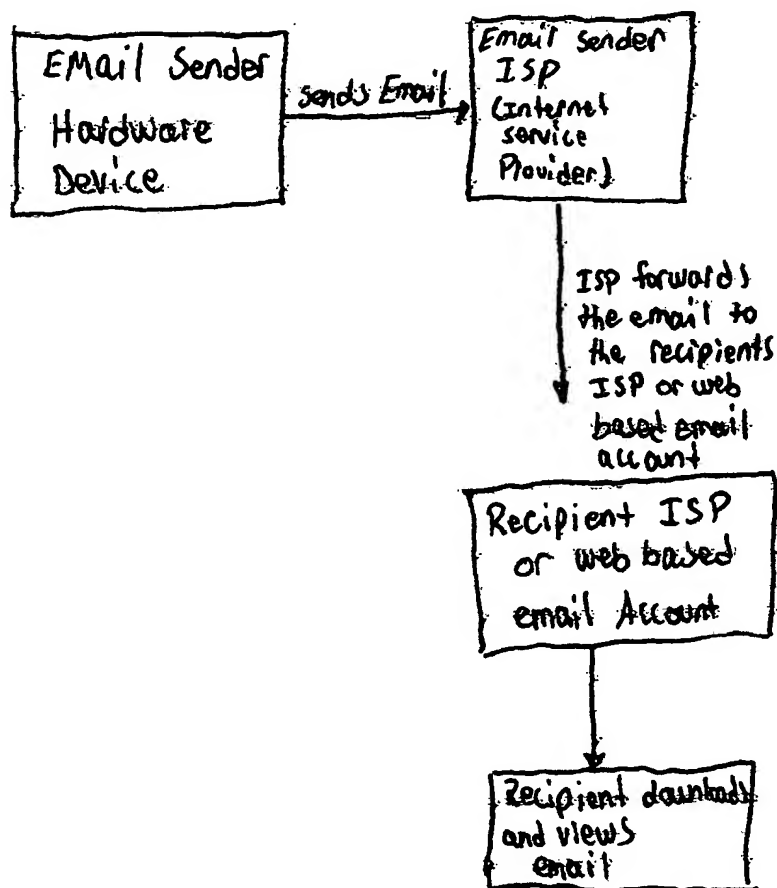 EMail Sender
Hardware
Device
sends Email
Email sender
ISP
(Internet
service
Provider)
ISP forwards
the email to
the recipients
ISP or web
based email
account
Recipient ISP
or web based
email Account
Recipient downloads
and views
email